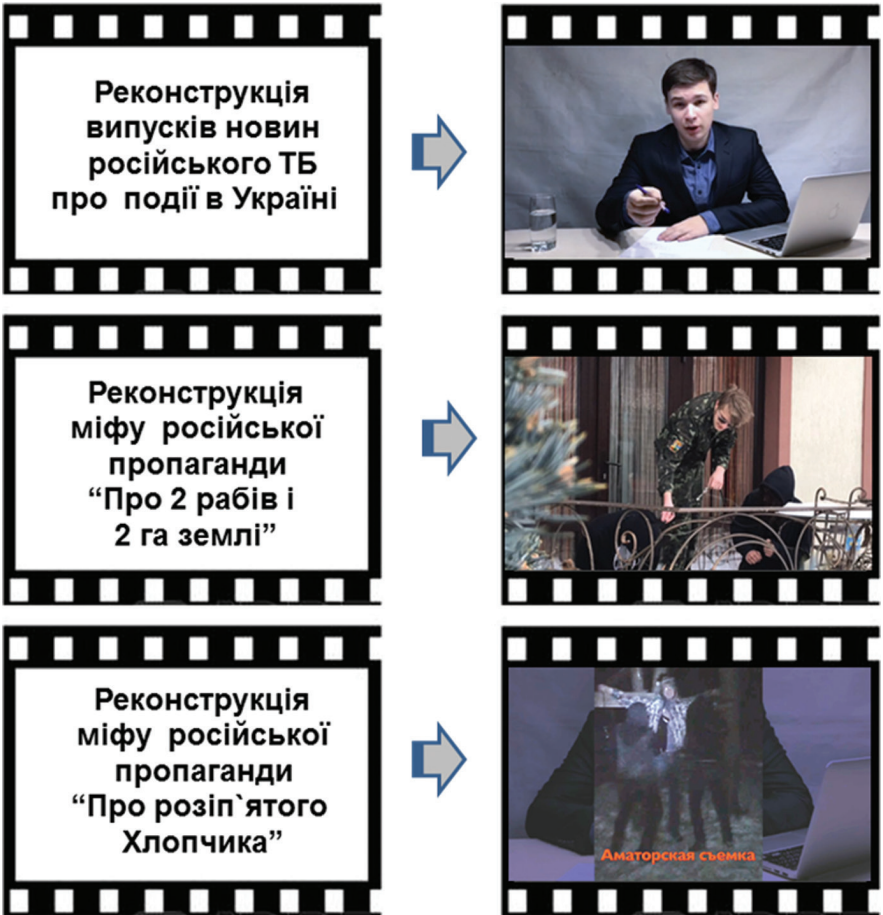 Реконструкція
випусків новин
російського ТБ
про події в Україні
Реконструкція
міфу російської
пропаганди
“Про 2 рабів і
2 га землі”
Реконструкція
міфу російської
пропаганди
“Про розіп`ятого
Хлопчика”
Аматорская съемка